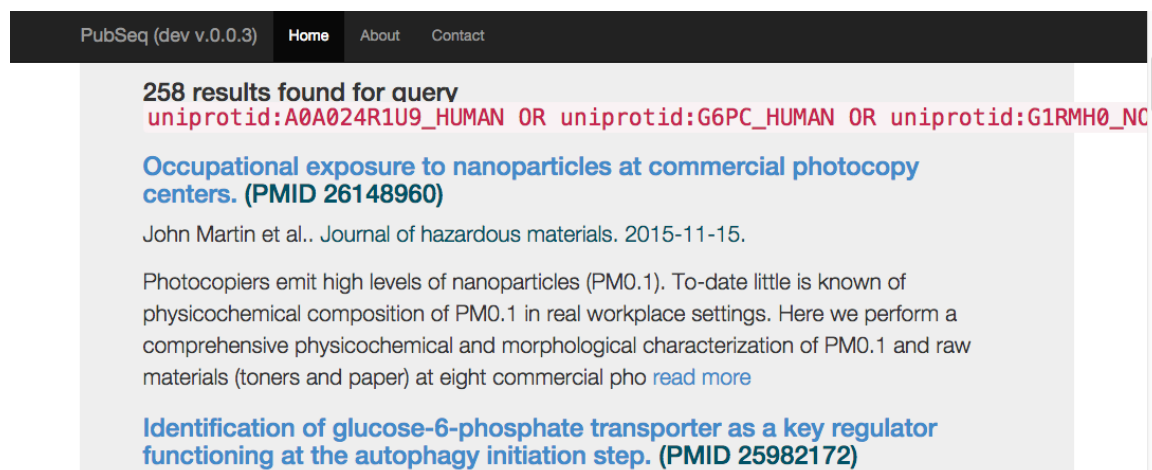 PubSeq (dev v.0.0.3) Home About Contact
258 results found for query
uniprotid:A0A024R1U9_HUMAN OR uniprotid:G6PC_HUMAN OR uniprotid:G1RMH0_NO
Occupational exposure to nanoparticles at commercial photocopy
centers. (PMID 26148960)
John Martin et al.. Journal of hazardous materials. 2015-11-15.
Photocopiers emit high levels of nanoparticles (PM0.1). To-date little is known of
physicochemical composition of PM0.1 in real workplace settings. Here we perform a
comprehensive physicochemical and morphological characterization of PM0.1 and raw
materials (toners and paper) at eight commercial pho read more
Identification of glucose-6-phosphate transporter as a key regulator
functioning at the autophagy initiation step. (PMID 25982172)